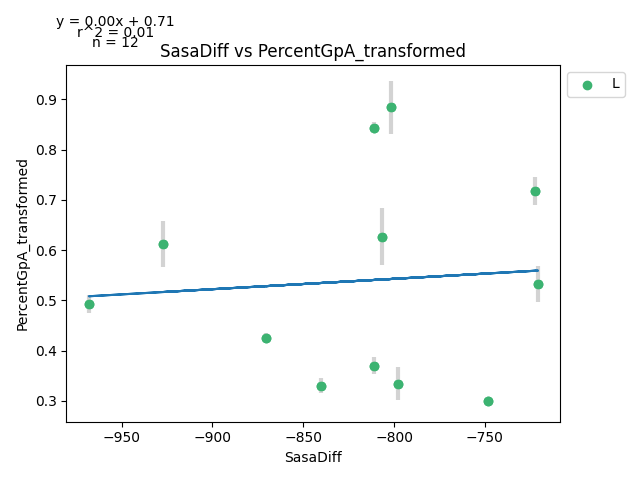 y = 0.00x + 0.71
r^2 = 0.01
n = 12
SasaDiff vs PercentGpA_transformed
L
PercentGpA_transformed
0.9
0.8
0.7
0.6
0.5
0.4
0.3
−950 −900 −850 −800 −750
SasaDiff